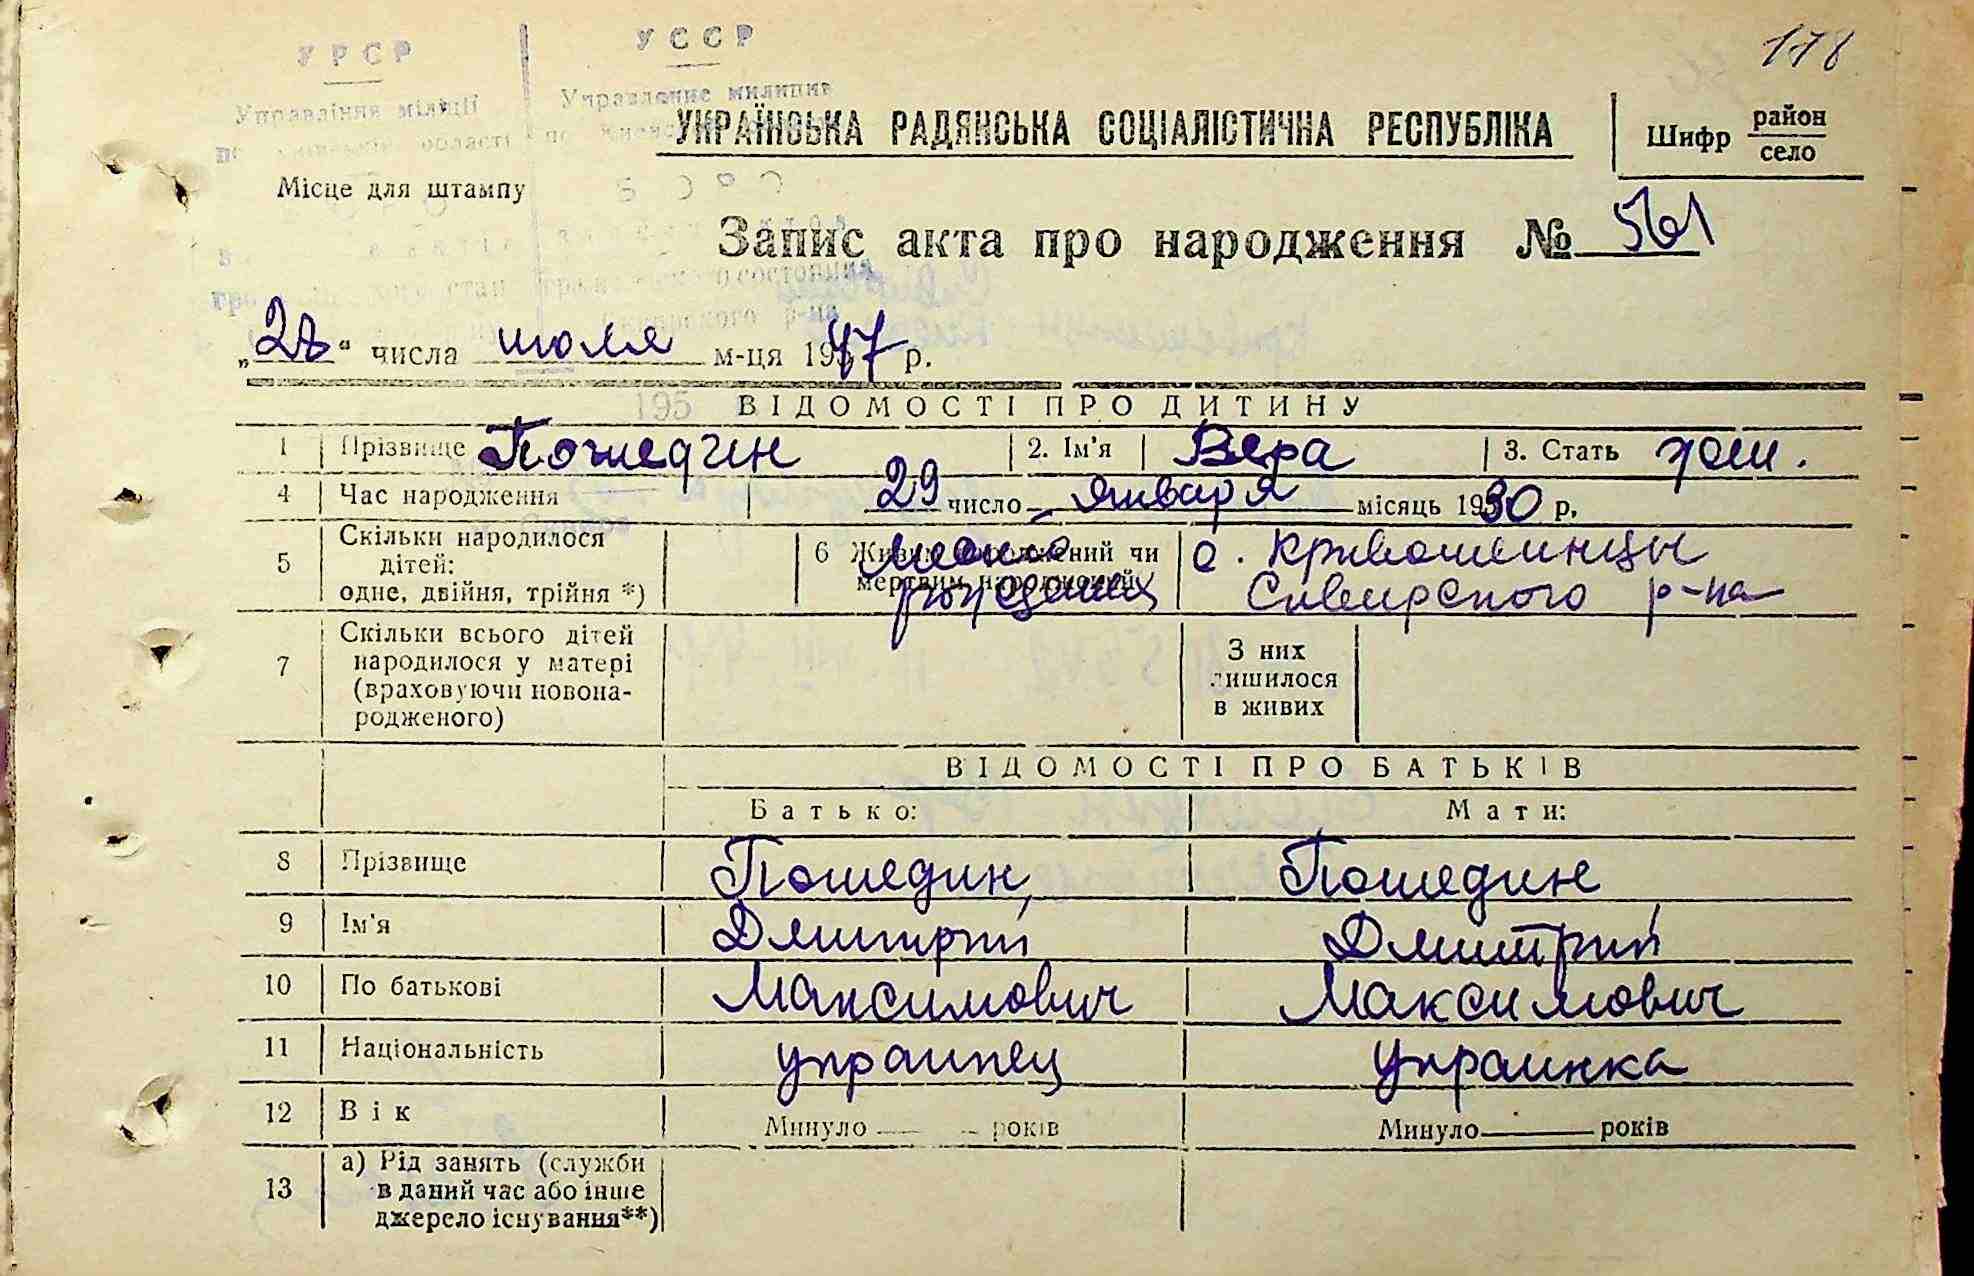 178
УРСР
УССР
Управління міліції
Управление милиции
УКРАЇНСЬКА РАДЯНСЬКА СОЦІАЛІСТИЧНА РЕСПУБЛІКА
Шифр район
село
Місце для штампу
Запис акта про народження № 561
„28“ числа июля м-ця 1947 р.
195
ВІДОМОСТІ ПРО ДИТИНУ
1 Прізвище Пошедин 2. Ім'я Вера 3. Стать жен.
4 Час народження 29 число января місяць 1930 р.
5 Скільки народилося дітей: одне, двійня, трійня *)
6 Живим народжений чи мертвим народжений
место рождения
с. Кривошеинцы
Сквирского р-на
7 Скільки всього дітей народилося у матері (враховуючи новонародженого)
З них лишилося в живих
ВІДОМОСТІ ПРО БАТЬКІВ
Батько: Мати:
8 Прізвище Пошедин Пошедин
9 Ім'я Дмитрий Дмитрий
10 По батькові Максимович Максимович
11 Національність украинец украинка
12 Вік Минуло — років Минуло — років
13 а) Рід занять (служби
в даний час або інше
джерело існування**)